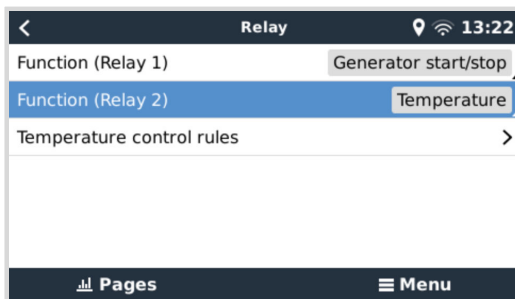 Relay 13:22
Function (Relay 1) Generator start/stop
Function (Relay 2) Temperature
Temperature control rules
Pages Menu